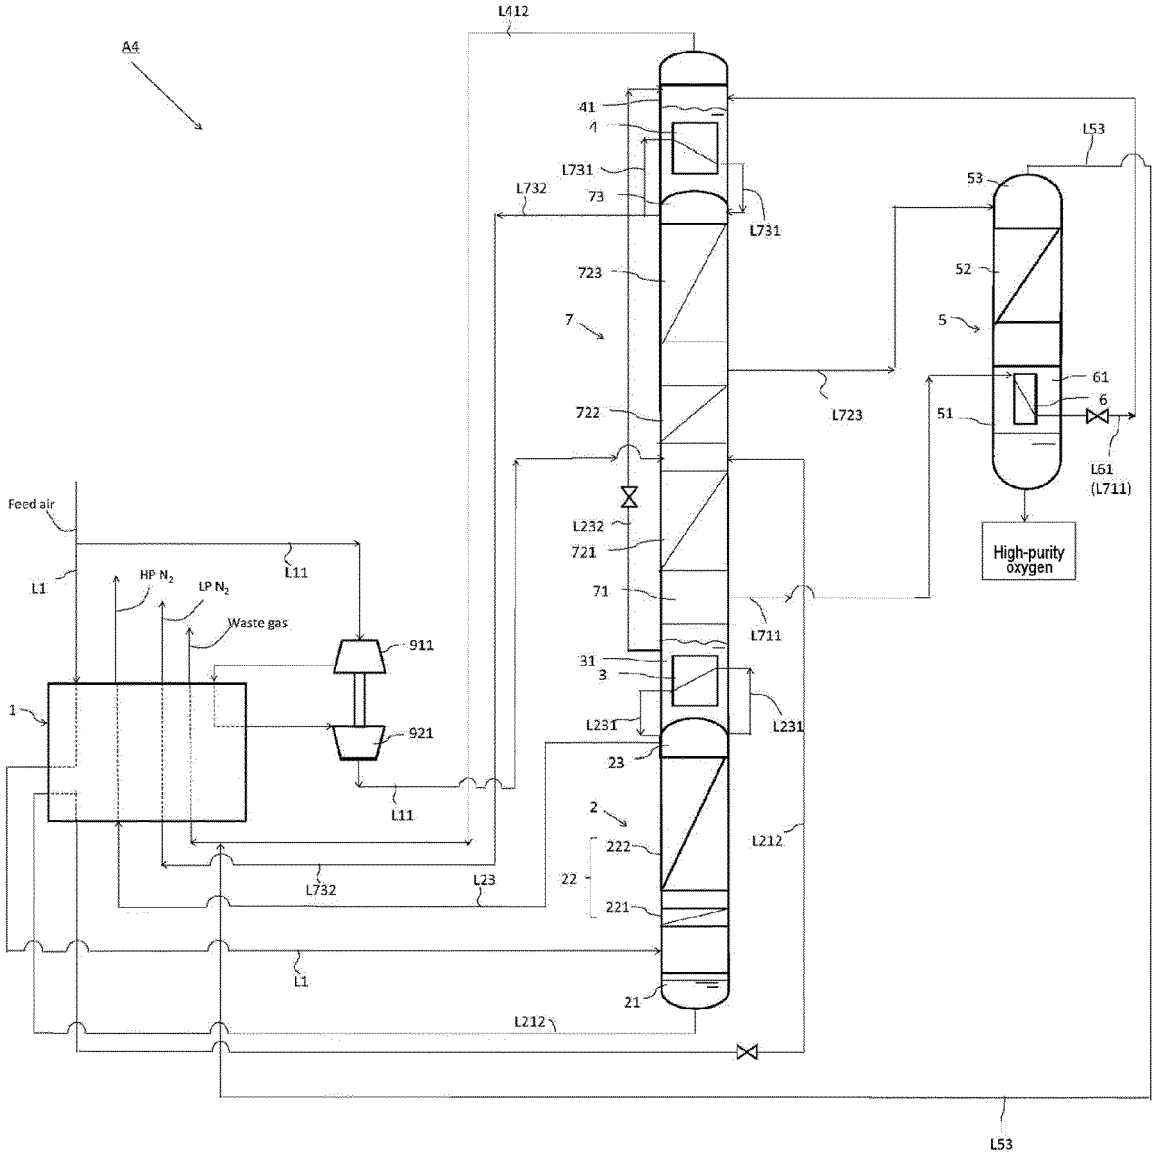 L412
A4
41
4
L53
L731
L732
73
L731
53
723
52
7
5
61
6
722
L723
51
L61
(L711)
Feed air
L232
721
High-purity
oxygen
L11
L1
HP N2
LP N2
71
Waste gas
L711
911
31
3
1
L231
L231
921
23
L11
2
L212
222
22
L732
L23
221
L1
21
L212
L53